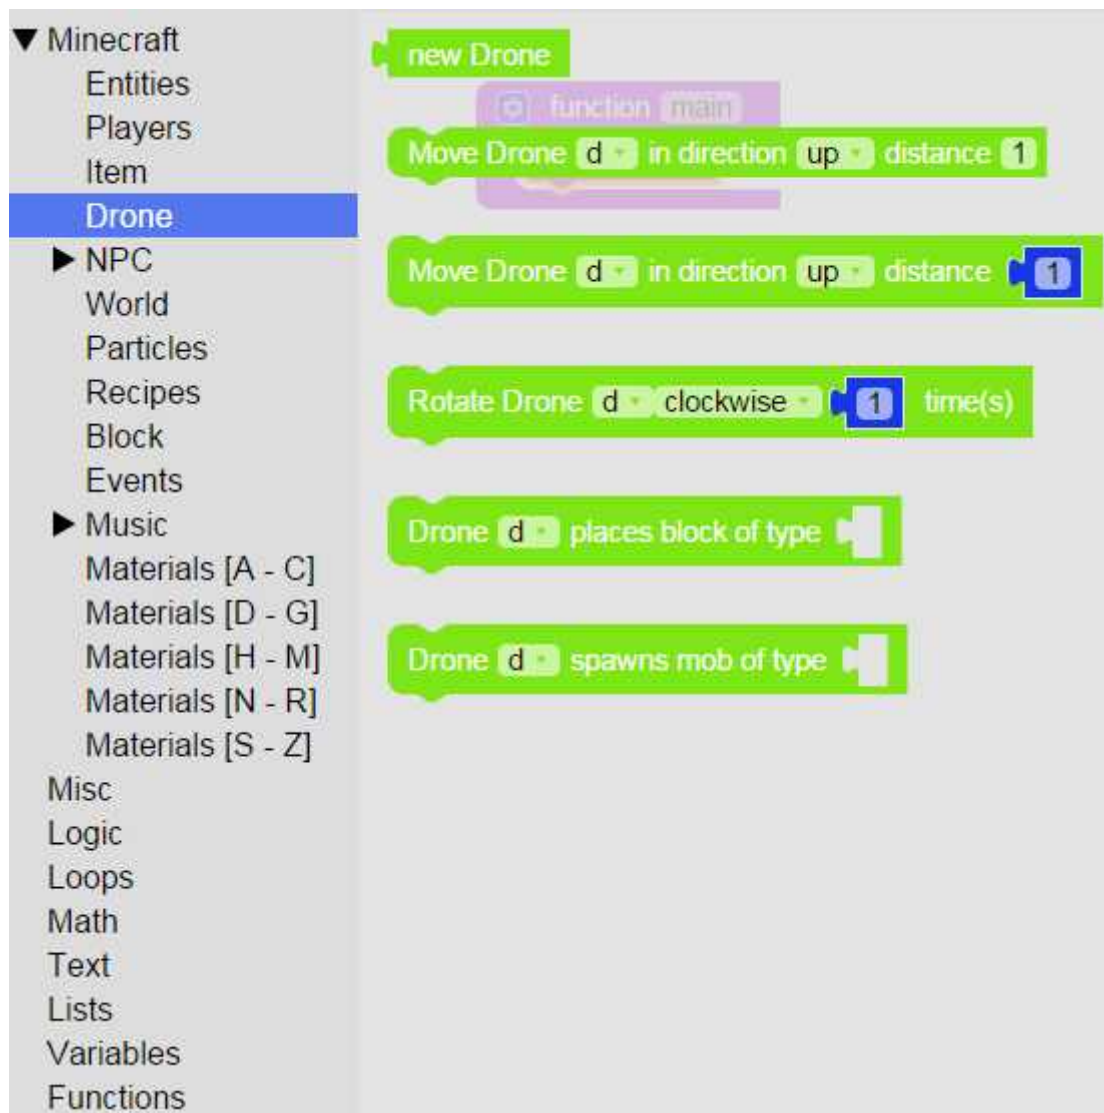 Minecraft
Entities
Players
Item
Drone
NPC
World
Particles
Recipes
Block
Events
Music
Materials [A - C]
Materials [D - G]
Materials [H - M]
Materials [N - R]
Materials [S - Z]
Misc
Logic
Loops
Math
Text
Lists
Variables
Functions
new Drone
function main
Move Drone d in direction up distance 1
Move Drone d in direction up distance 1
Rotate Drone d clockwise 1 time(s)
Drone d places block of type
Drone d spawns mob of type